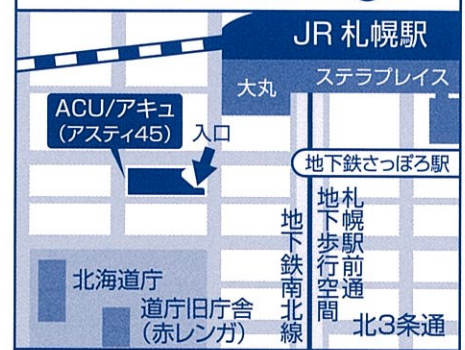 JR 札幌駅
大丸
ステラプレイス
ACU/アキュ
(アスティ45)
入口
地下鉄さっぽろ駅
札幌駅前通
地下歩行空間
地下鉄南北線
北海道庁
道庁旧庁舎
(赤レンガ)
北3条通